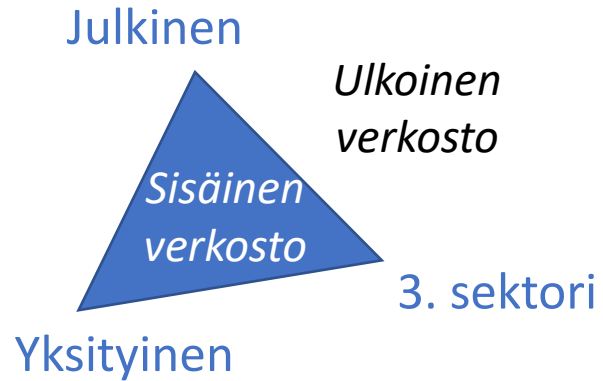 Julkinen
Ulkoinen
verkosto
Sisäinen
verkosto
3. sektori
Yksityinen